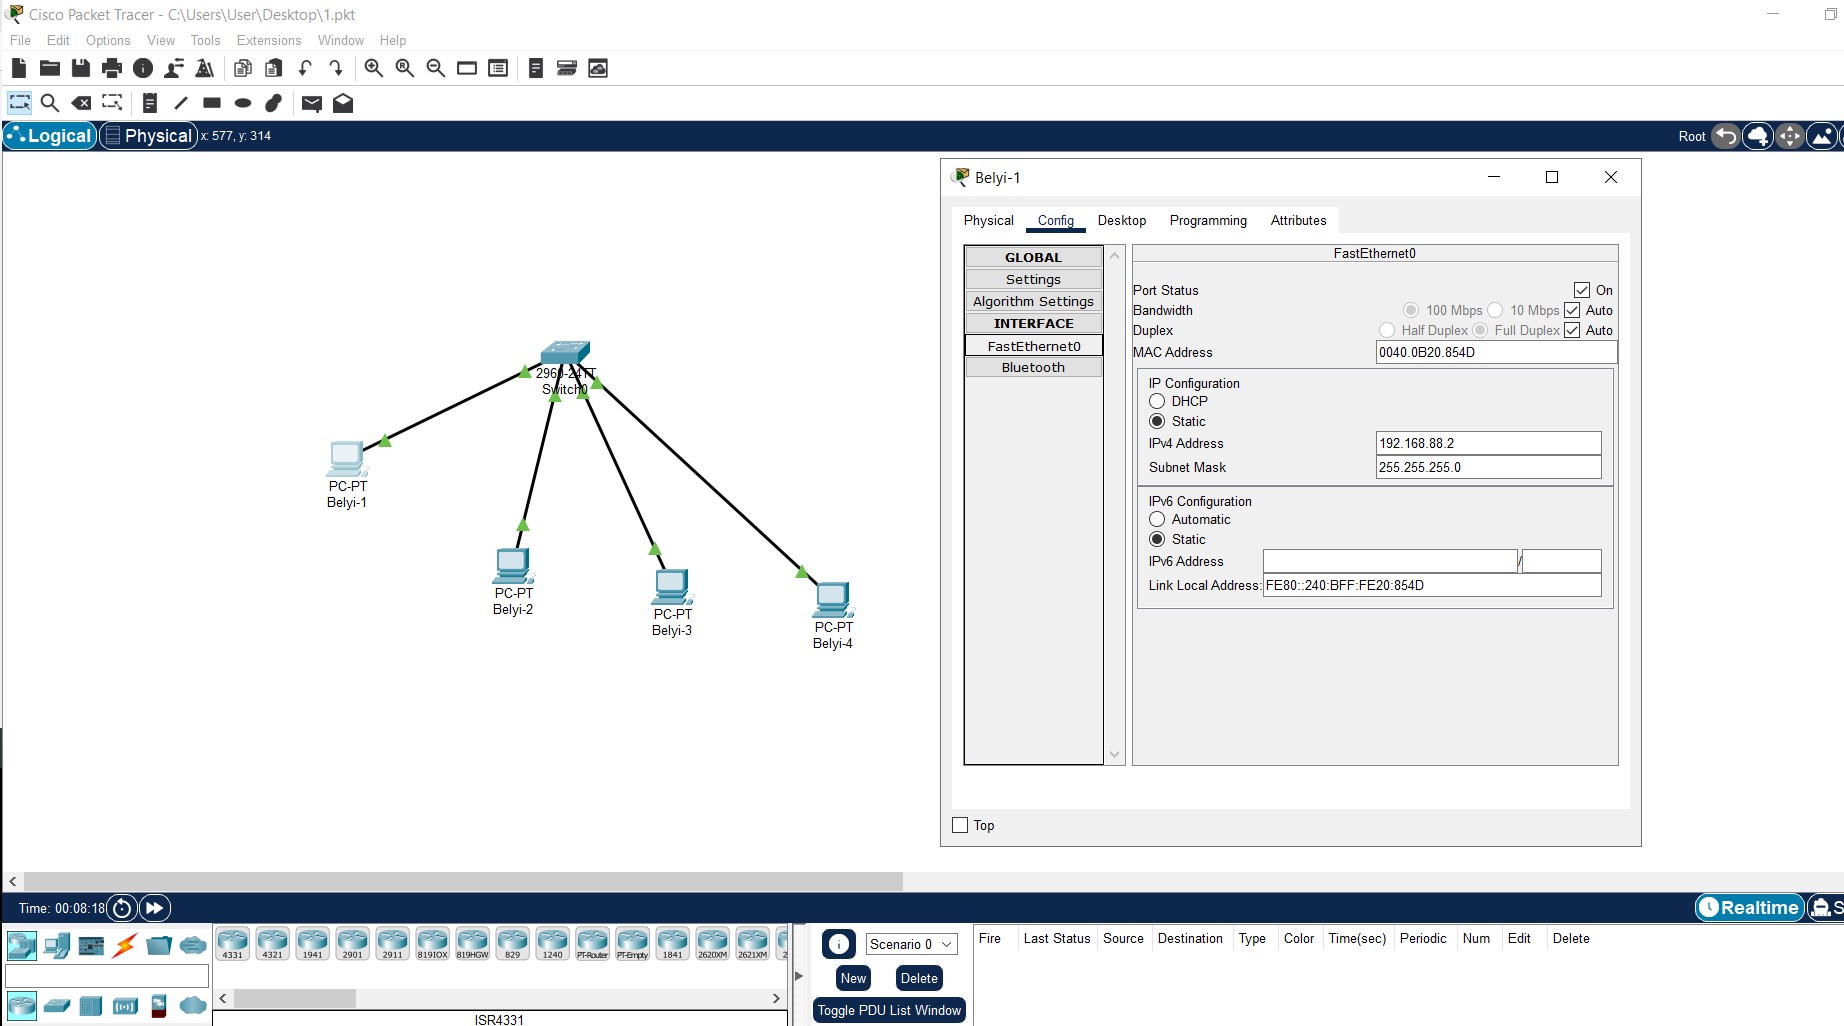 Cisco Packet Tracer - C:\Users\User\Desktop\1.pkt
File Edit Options View Tools Extensions Window Help
Logical Physical x: 577, y: 314 Root
Belyi-1
Physical Config Desktop Programming Attributes
GLOBAL
Settings
Algorithm Settings
INTERFACE
FastEthernet0
Bluetooth
FastEthernet0
Port Status On
Bandwidth 100 Mbps 10 Mbps Auto
Duplex Half Duplex Full Duplex Auto
MAC Address 0040.0B20.854D
IP Configuration
DHCP
Static
IPv4 Address 192.168.88.2
Subnet Mask 255.255.255.0
IPv6 Configuration
Automatic
Static
IPv6 Address /
Link Local Address: FE80::240:BFF:FE20:854D
Top
2960-24TT
Switch0
PC-PT
Belyi-1
PC-PT
Belyi-2
PC-PT
Belyi-3
PC-PT
Belyi-4
Time: 00:08:18
Realtime S
4331 4321 1941 2901 2911 819IOX 819HGW 829 1240 PT-Router PT-Empty 1841 2620XM 2621XM 2
ISR4331
Scenario 0
New Delete
Toggle PDU List Window
Fire Last Status Source Destination Type Color Time(sec) Periodic Num Edit Delete